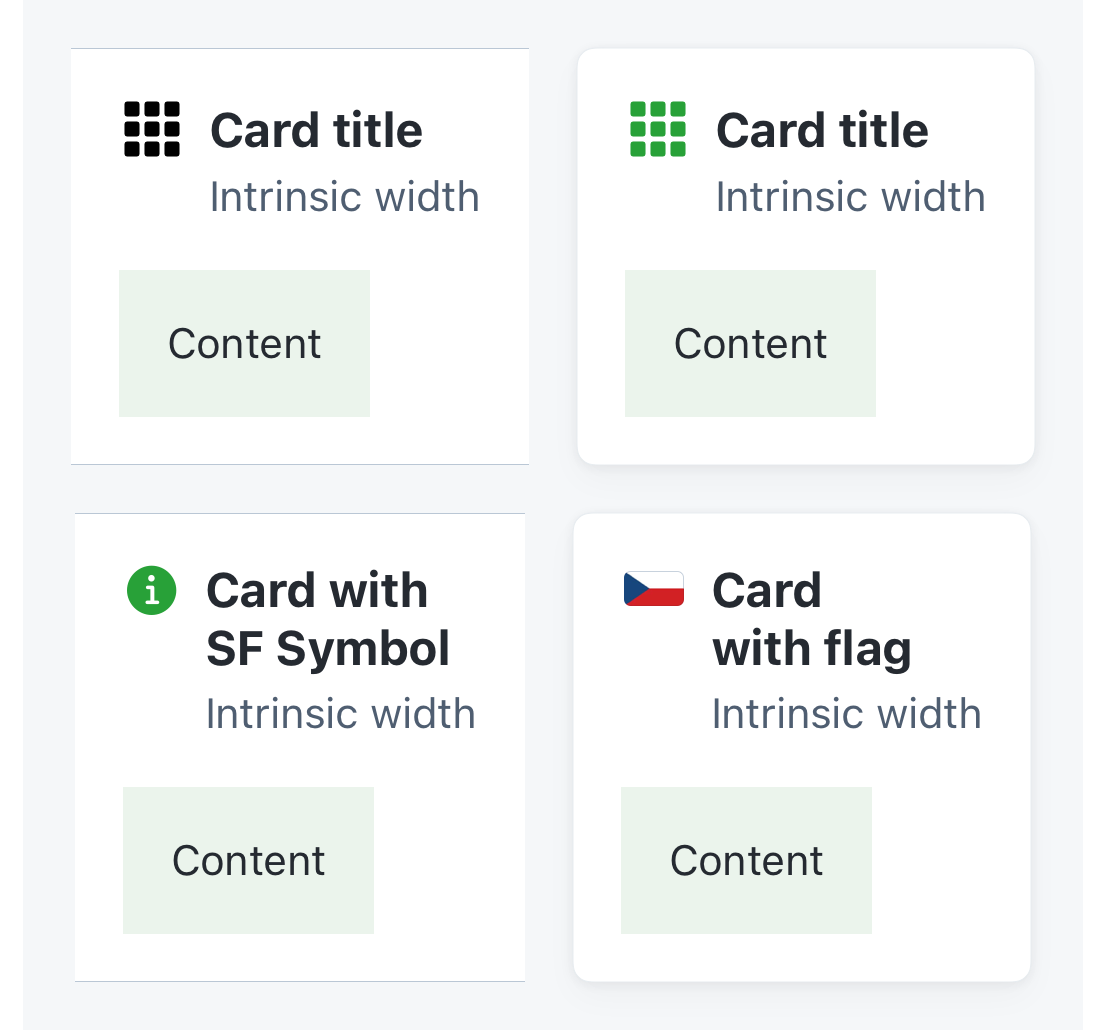 Card title
Intrinsic width
Content
Card title
Intrinsic width
Content
Card with
SF Symbol
Intrinsic width
Content
Card
with flag
Intrinsic width
Content